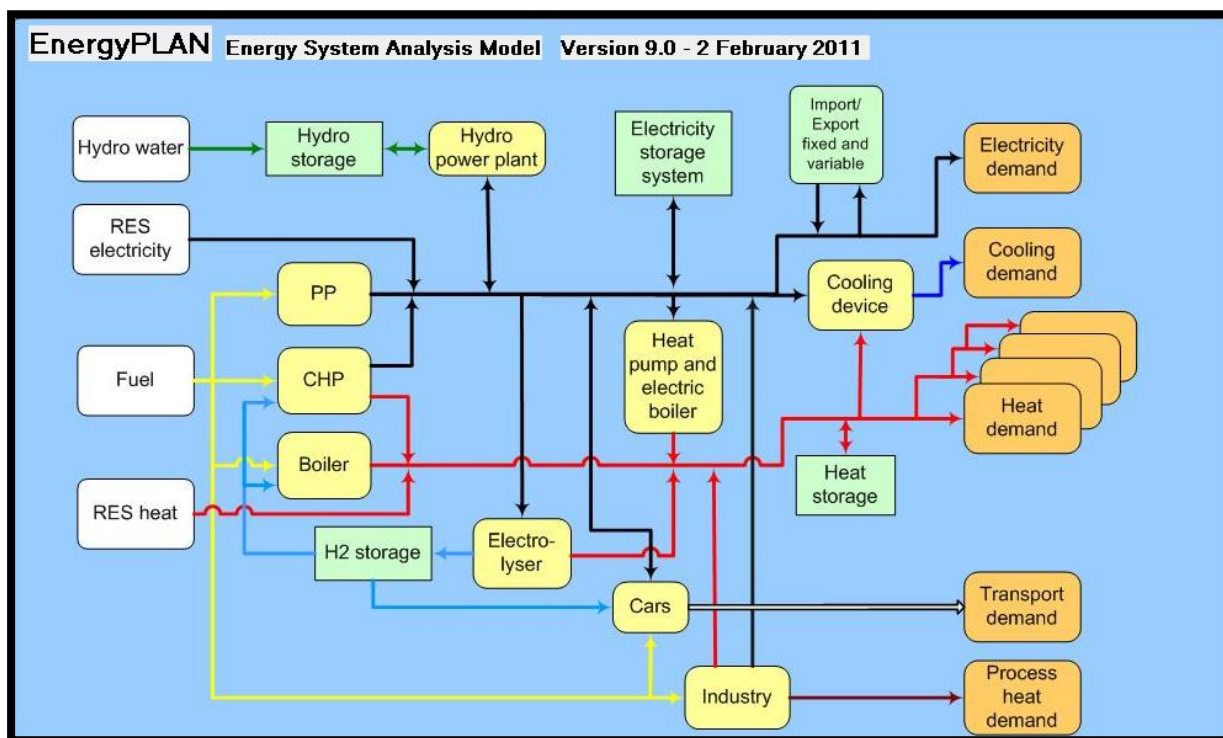 EnergyPLAN Energy System Analysis Model Version 9.0 - 2 February 2011
Hydro water
Hydro
storage
Hydro
power plant
Electricity
storage
system
Import/
Export
fixed and
variable
Electricity
demand
RES
electricity
PP
Cooling
device
Cooling
demand
Fuel
CHP
Heat
pump and
electric
boiler
Heat
demand
Boiler
Heat
storage
RES heat
H2 storage
Electro-
lyser
Cars
Transport
demand
Industry
Process
heat
demand